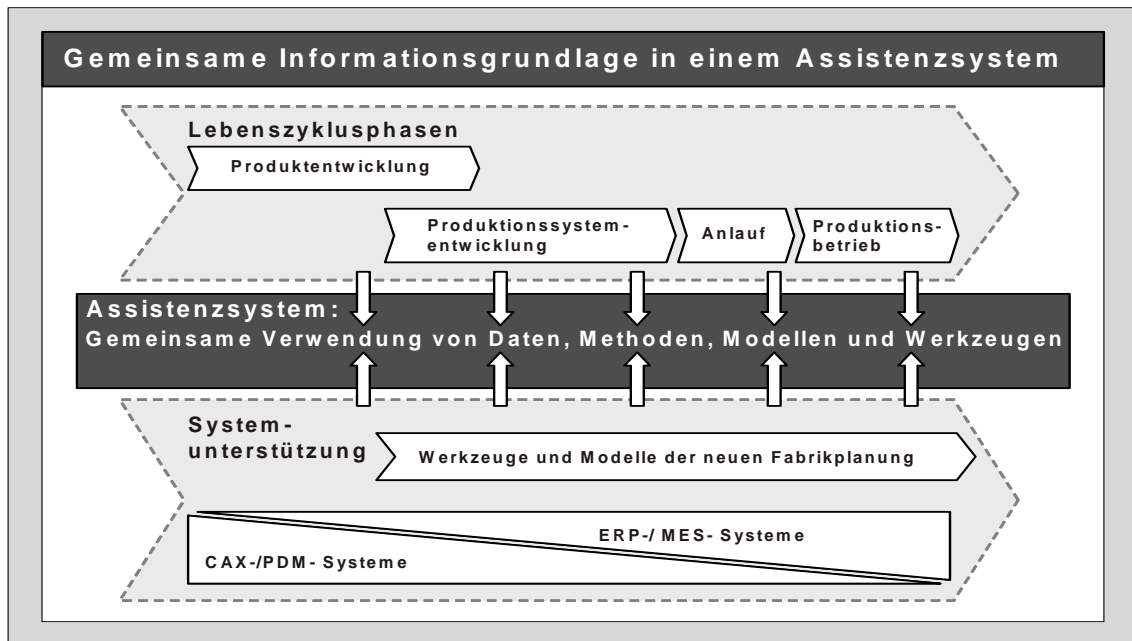 Gemeinsame Informationsgrundlage in einem Assistenzsystem
Lebenszyklusphasen
Produktentwicklung
Produktionssystem-
entwicklung
Anlauf
Produktions-
betrieb
Assistenzsystem:
Gemeinsame Verwendung von Daten, Methoden, Modellen und Werkzeugen
System-
unterstützung
Werkzeuge und Modelle der neuen Fabrikplanung
ERP-/ MES- Systeme
CAX-/PDM- Systeme